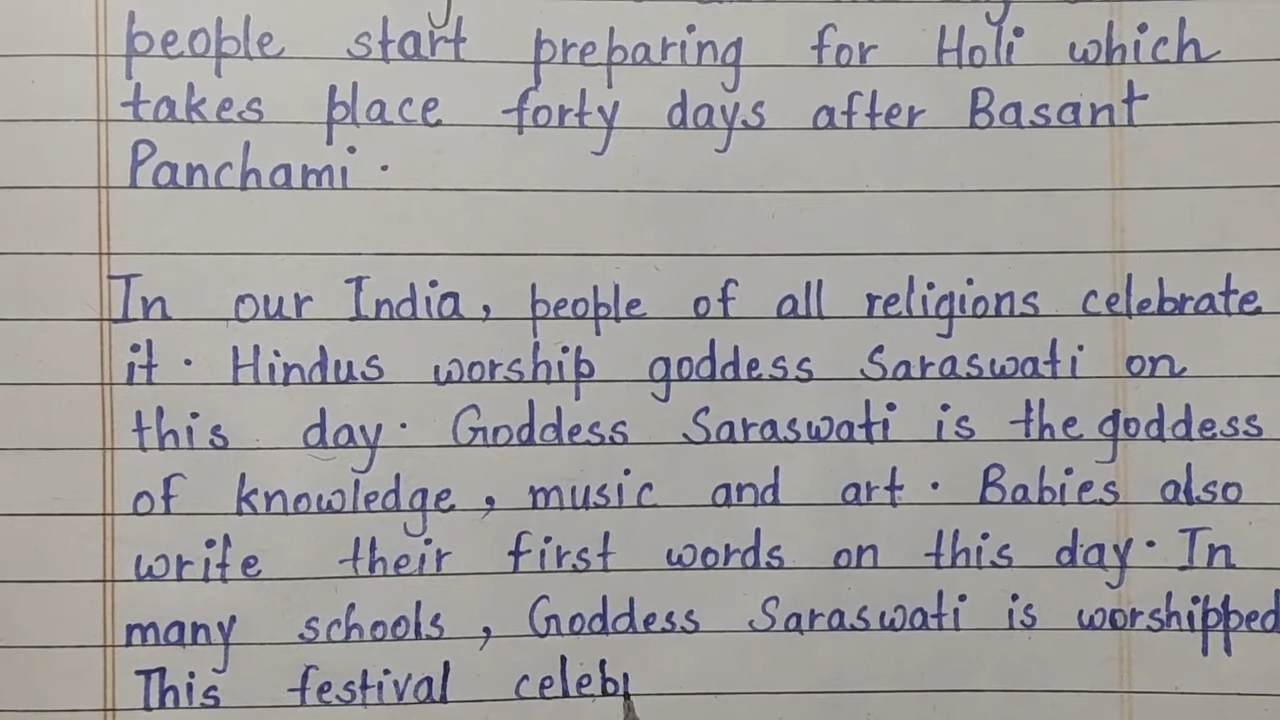 people start preparing for Holi which
takes place forty days after Basant
Panchami.
In our India, people of all religions celebrate
it. Hindus worship goddess Saraswati on
this day. Goddess Saraswati is the goddess
of knowledge, music and art. Babies also
write their first words on this day. In
many schools, Goddess Saraswati is worshipped
This festival celeb